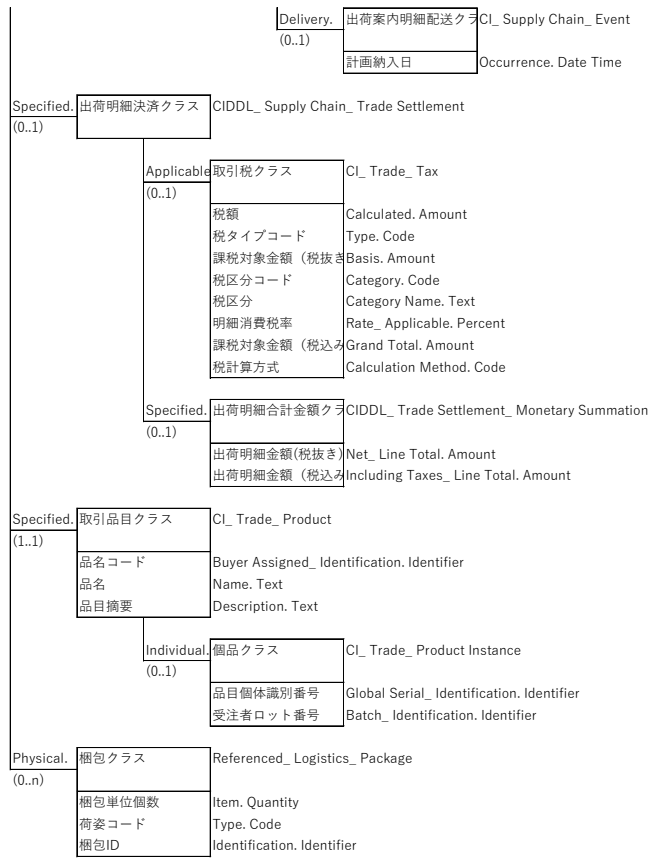 Delivery. 出荷案内明細配送クラ CI_ Supply Chain_ Event
(0..1)
計画納入日 Occurrence. Date Time
Specified. 出荷明細決済クラス CIDDL_ Supply Chain_ Trade Settlement
(0..1)
Applicable 取引税クラス CI_ Trade_ Tax
(0..1)
税額 Calculated. Amount
税タイプコード Type. Code
課税対象金額（税抜き Basis. Amount
税区分コード Category. Code
税区分 Category Name. Text
明細消費税率 Rate_ Applicable. Percent
課税対象金額（税込み Grand Total. Amount
税計算方式 Calculation Method. Code
Specified. 出荷明細合計金額クラ CIDDL_ Trade Settlement_ Monetary Summation
(0..1)
出荷明細金額(税抜き) Net_ Line Total. Amount
出荷明細金額（税込み Including Taxes_ Line Total. Amount
Specified. 取引品目クラス CI_ Trade_ Product
(1..1)
品名コード Buyer Assigned_ Identification. Identifier
品名 Name. Text
品目摘要 Description. Text
Individual. 個品クラス CI_ Trade_ Product Instance
(0..1)
品目個体識別番号 Global Serial_ Identification. Identifier
受注者ロット番号 Batch_ Identification. Identifier
Physical. 梱包クラス Referenced_ Logistics_ Package
(0..n)
梱包単位個数 Item. Quantity
荷姿コード Type. Code
梱包ID Identification. Identifier